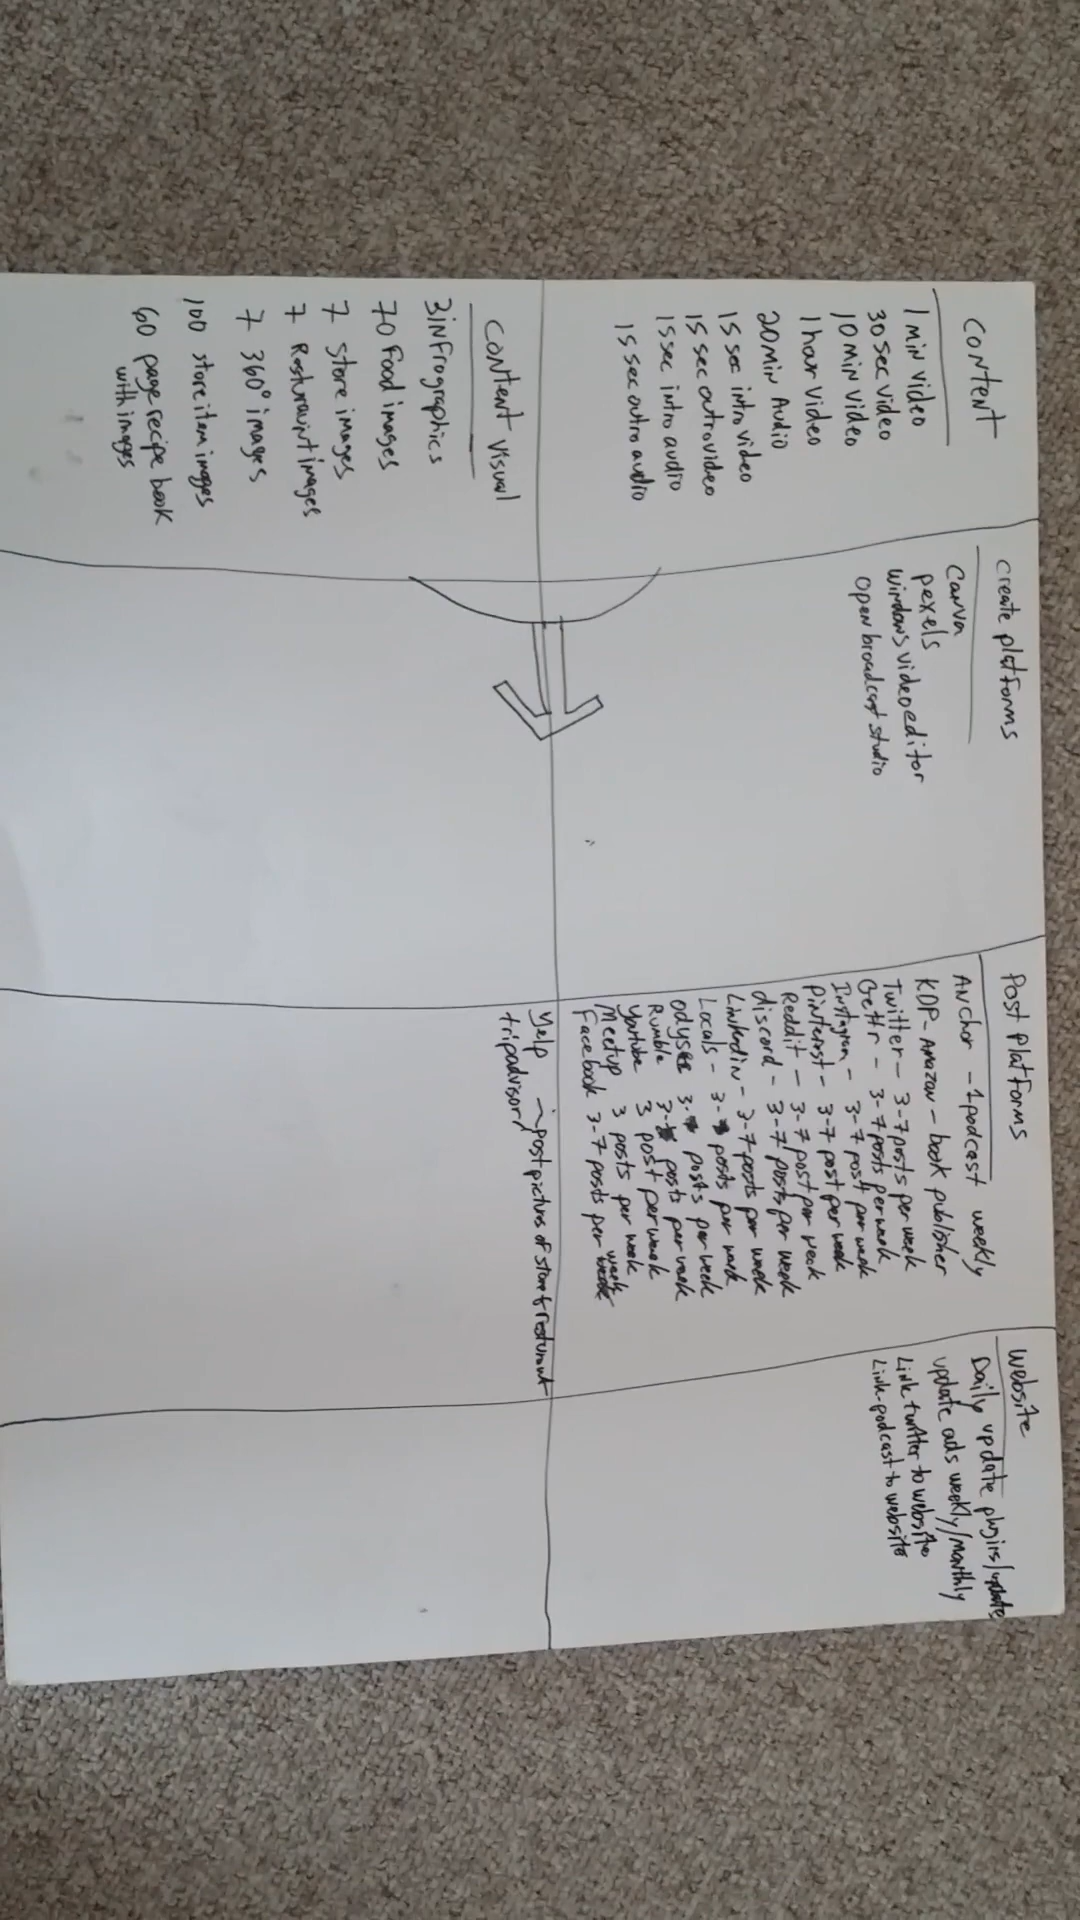 Content
1 min video
30 sec video
10 min video
1 hour video
20 min Audio
15 sec intro video
15 sec outro video
15 sec intro audio
15 sec outro audio
Content Visual
3 infrographics
70 Food images
7 store images
7 Resturaunt images
7 360° images
100 store item images
60 page recipe book
with images
Create platforms
Canva
pexels
windows video editor
open broadcast studio
Post platforms
Anchor - 1 podcast weekly
KDP - Amazon - book publisher
Twitter - 3-7 posts per week
Gettr - 3-7 posts per week
Instagram - 3-7 post per week
Pinterest - 3-7 post per week
Reddit - 3-7 post per week
discord - 3-7 posts per week
Linkedin - 3-7 posts per week
Locals - 3- posts per week
odysee 3- posts per week
Rumble 3- posts per week
Youtube 3 post per week
Meetup 3 posts per week
Facebook 3-7 posts per week
Yelp - post pictures of store &
tripadvisor
Website
Daily update plugins/update
update ads weekly/monthly
Link twitter to website
Link-podcast to website